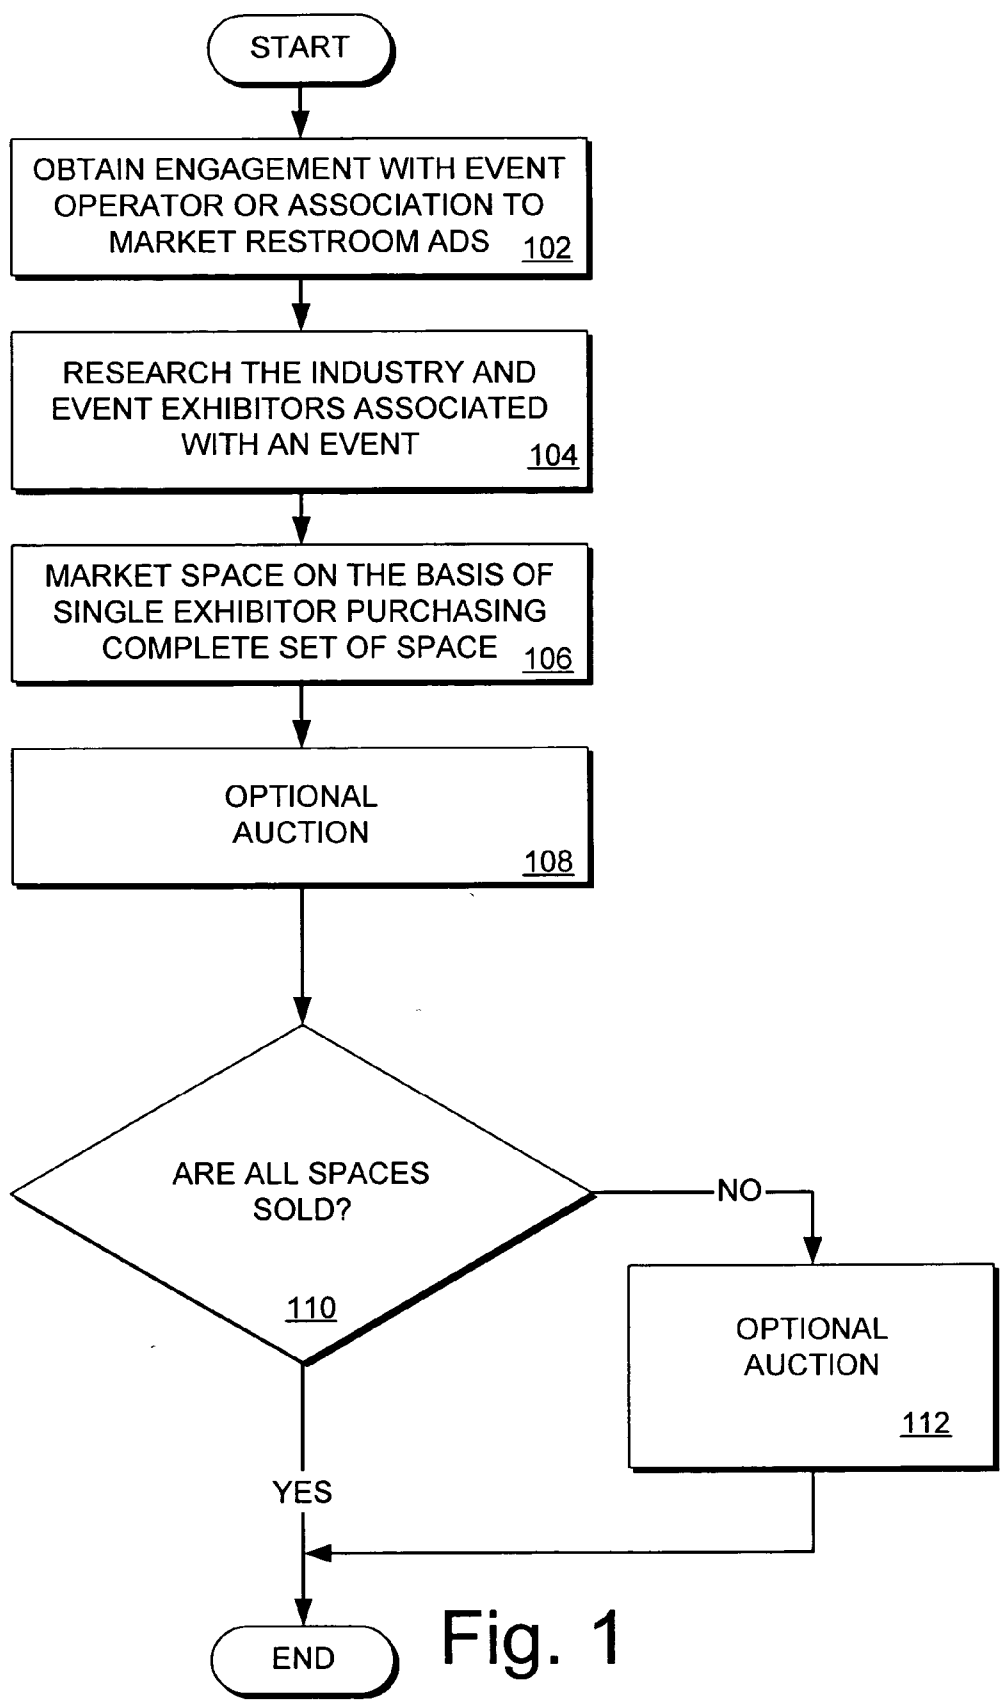 START
OBTAIN ENGAGEMENT WITH EVENT
OPERATOR OR ASSOCIATION TO
MARKET RESTROOM ADS
102
RESEARCH THE INDUSTRY AND
EVENT EXHIBITORS ASSOCIATED
WITH AN EVENT
104
MARKET SPACE ON THE BASIS OF
SINGLE EXHIBITOR PURCHASING
COMPLETE SET OF SPACE
106
OPTIONAL
AUCTION
108
ARE ALL SPACES
SOLD?
110
NO
OPTIONAL
AUCTION
112
YES
END
Fig. 1